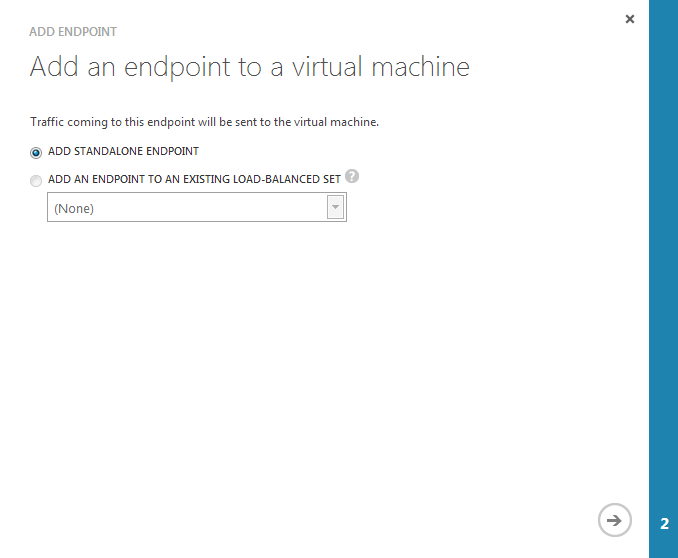 ADD ENDPOINT
Add an endpoint to a virtual machine
Traffic coming to this endpoint will be sent to the virtual machine.
ADD STANDALONE ENDPOINT
ADD AN ENDPOINT TO AN EXISTING LOAD-BALANCED SET ?
(None)
2